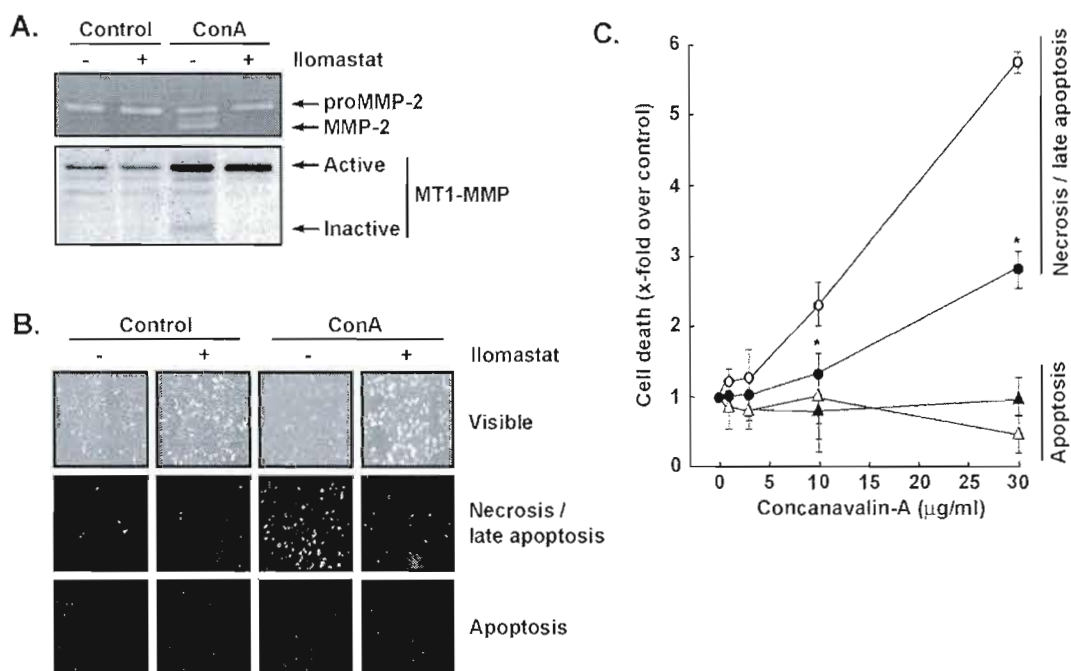 A.
Control ConA
- + - + Ilomastat
proMMP-2
MMP-2
Active
MT1-MMP
Inactive
B.
Control ConA
- + - + Ilomastat
Visible
Necrosis /
late apoptosis
Apoptosis
C.
Cell death (x-fold over control)
6
5
4
3
2
1
0
*
*
0 5 10 15 20 25 30
Concanavalin-A (µg/ml)
Necrosis / late apoptosis
Apoptosis